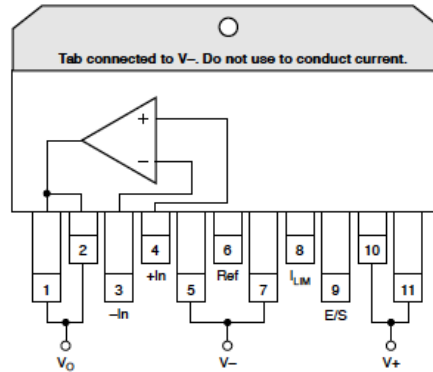 Tab connected to V–. Do not use to conduct current.
+
–
2 4 6 8 10
+In Ref I_LIM
1 3 5 7 9 11
–In E/S
V_O V– V+